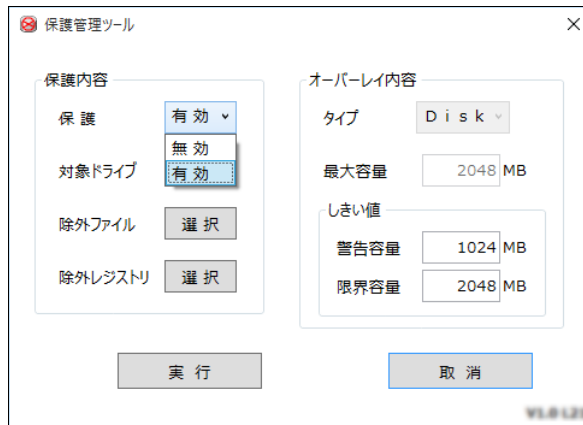 保護管理ツール
保護内容
保 護
有 効
無 効
有 効
対象ドライブ
除外ファイル
選 択
除外レジストリ
選 択
オーバーレイ内容
タイプ
Ｄｉｓｋ
最大容量
2048 MB
しきい値
警告容量
1024 MB
限界容量
2048 MB
実 行
取 消